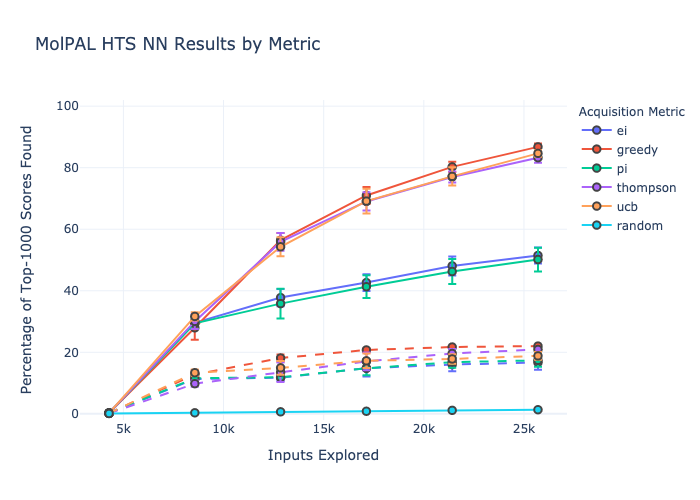 MolPAL HTS NN Results by Metric
Percentage of Top-1000 Scores Found
100
80
60
40
20
0
5k
10k
15k
20k
25k
Inputs Explored
Acquisition Metric
ei
greedy
pi
thompson
ucb
random